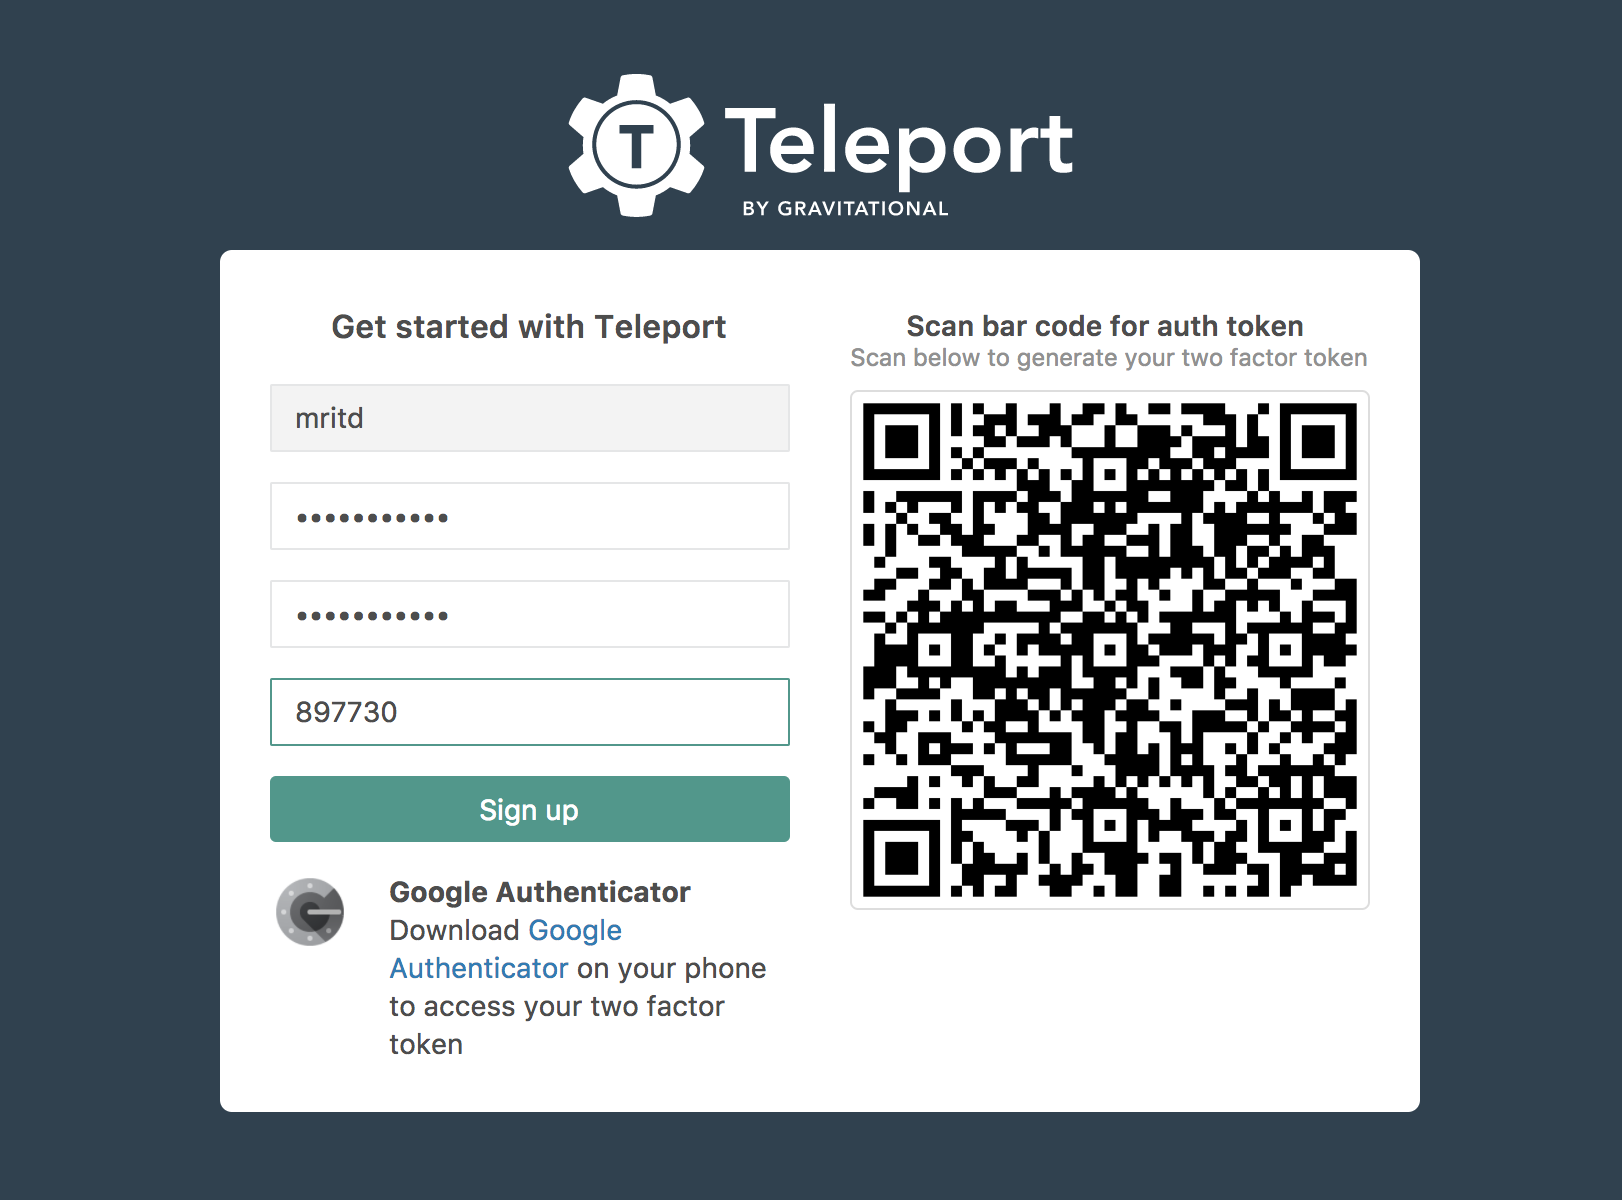 T
Teleport
BY GRAVITATIONAL
Get started with Teleport
mritd
•••••••••••
•••••••••••
897730
Sign up
Google Authenticator
Download Google
Authenticator on your phone
to access your two factor
token
Scan bar code for auth token
Scan below to generate your two factor token